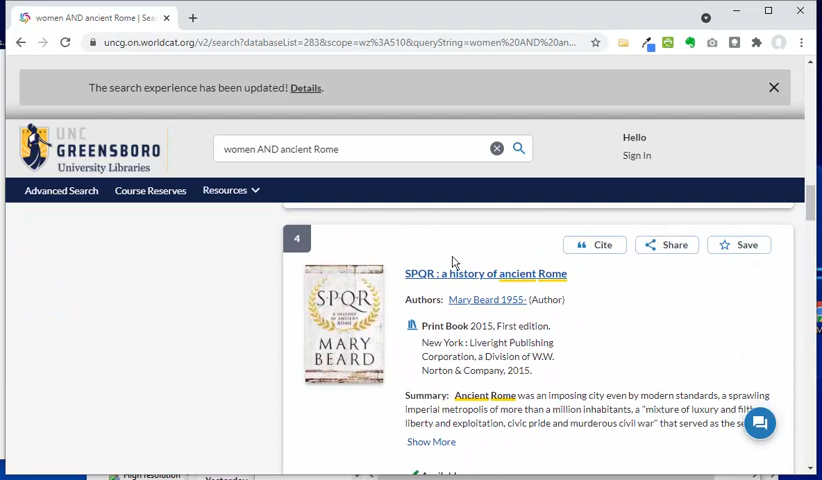 women AND ancient Rome | Sea
uncg.on.worldcat.org/v2/search?databaseList=283&scope=wz%3A510&queryString=women%20AND%20an...
The search experience has been updated! Details.
UNC
GREENSBORO
University Libraries
women AND ancient Rome
Hello
Sign In
Advanced Search Course Reserves Resources
4
Cite Share Save
SPQR : a history of ancient Rome
Authors: Mary Beard 1955- (Author)
SPQR
A HISTORY OF
ANCIENT ROME
MARY
BEARD
Print Book 2015, First edition.
New York : Liveright Publishing
Corporation, a Division of W.W.
Norton & Company, 2015.
Summary: Ancient Rome was an imposing city even by modern standards, a sprawling
imperial metropolis of more than a million inhabitants, a "mixture of luxury and filth,
liberty and exploitation, civic pride and murderous civil war" that served as the se
Show More
High resolution Yesterday